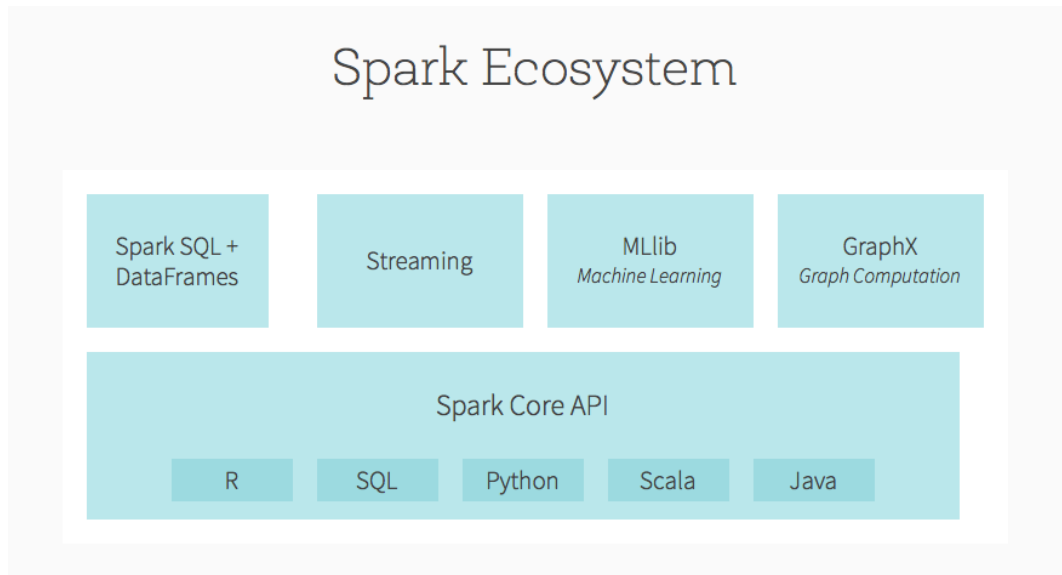 Spark Ecosystem
Spark SQL +
DataFrames
Streaming
MLlib
Machine Learning
GraphX
Graph Computation
Spark Core API
R
SQL
Python
Scala
Java